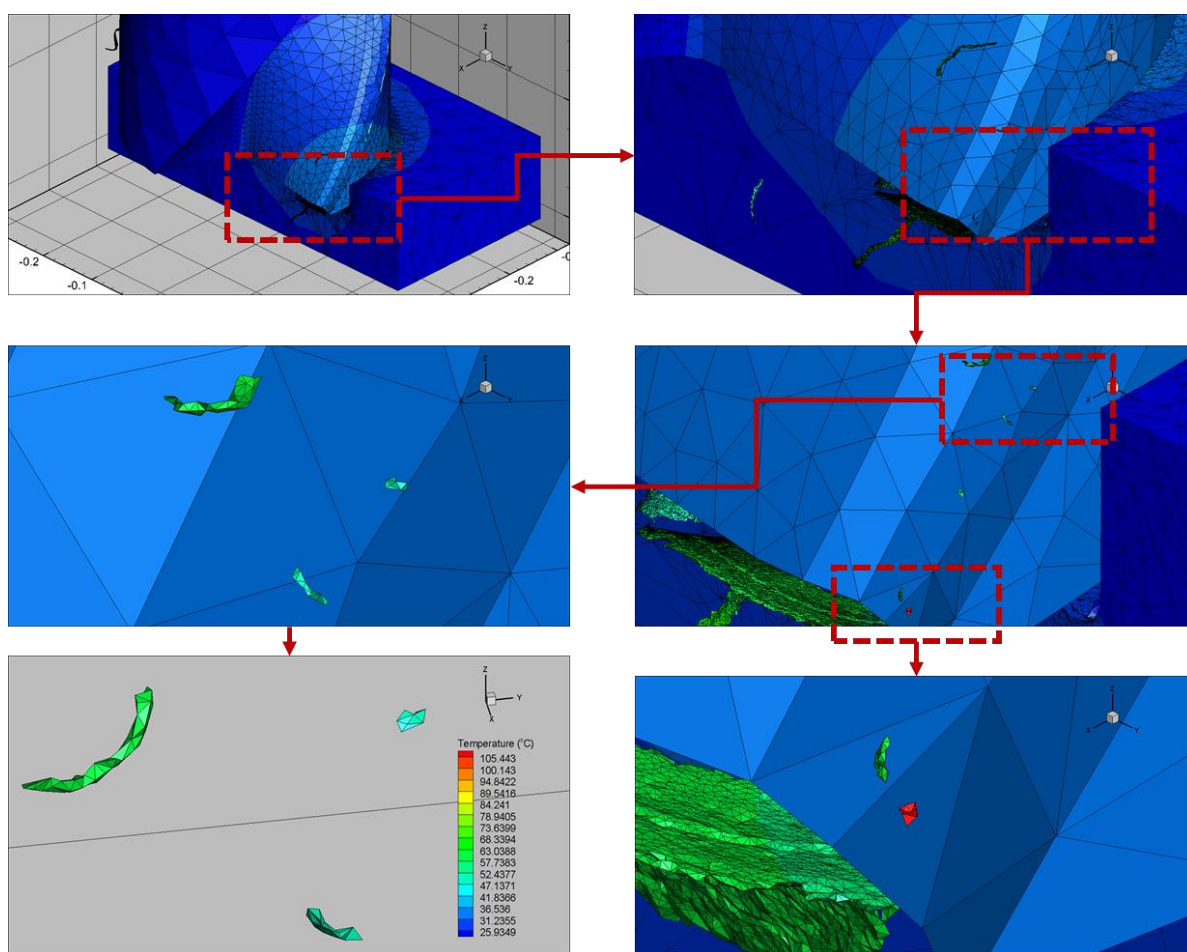 Z
X
Y
-0.2
-0.1
-0.2
Z
X
Y
Z
X
Y
Z
X
Y
Z
Y
X
Temperature (°C)
105.443
100.143
94.8422
89.5416
84.241
78.9405
73.6399
68.3394
63.0388
57.7383
52.4377
47.1371
41.8366
36.536
31.2355
25.9349
Z
X
Y